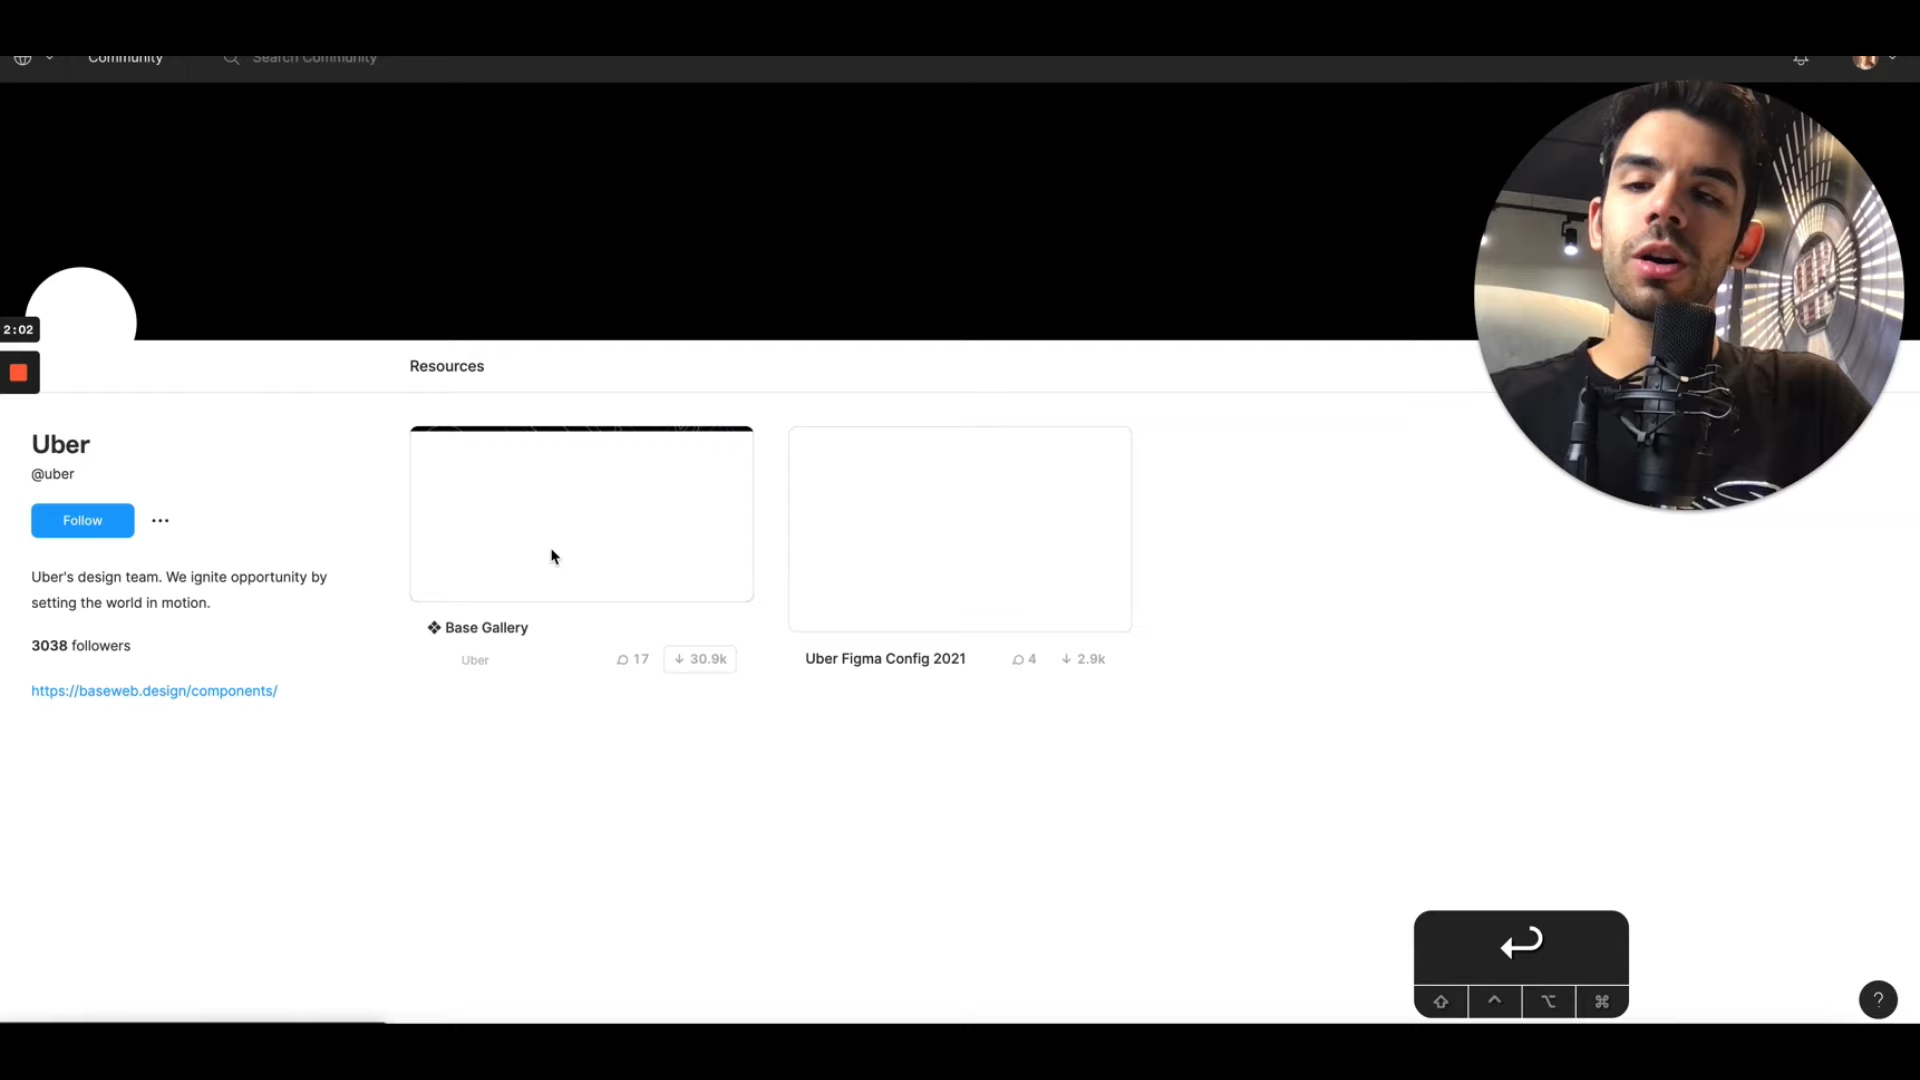 Community
Search Community
2:02
Resources
Uber
@uber
Follow
Uber's design team. We ignite opportunity by
setting the world in motion.
3038 followers
https://baseweb.design/components/
Base Gallery
Uber 17 30.9k
Uber Figma Config 2021 4 2.9k
?